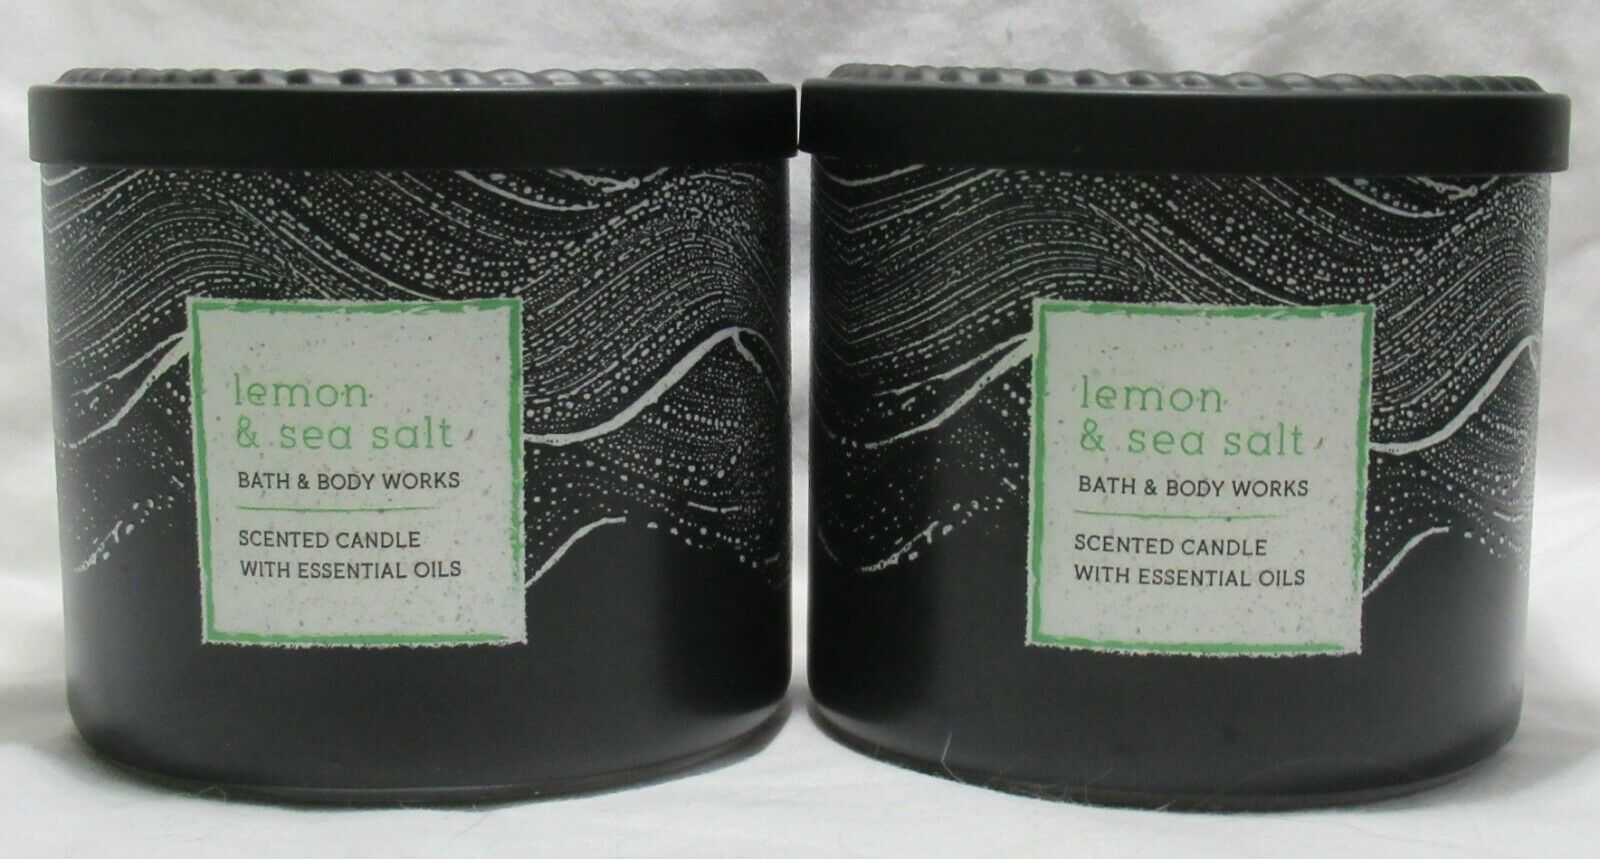 lemon
& sea salt
BATH & BODY WORKS
SCENTED CANDLE
WITH ESSENTIAL OILS
lemon
& sea salt
BATH & BODY WORKS
SCENTED CANDLE
WITH ESSENTIAL OILS